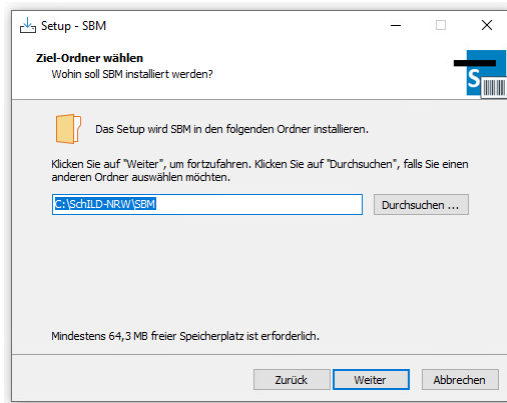 Setup - SBM
Ziel-Ordner wählen
Wohin soll SBM installiert werden?
S
Das Setup wird SBM in den folgenden Ordner installieren.
Klicken Sie auf "Weiter", um fortzufahren. Klicken Sie auf "Durchsuchen", falls Sie einen
anderen Ordner auswählen möchten.
C:\SchILD-NRW\SBM
Durchsuchen ...
Mindestens 64,3 MB freier Speicherplatz ist erforderlich.
Zurück
Weiter
Abbrechen